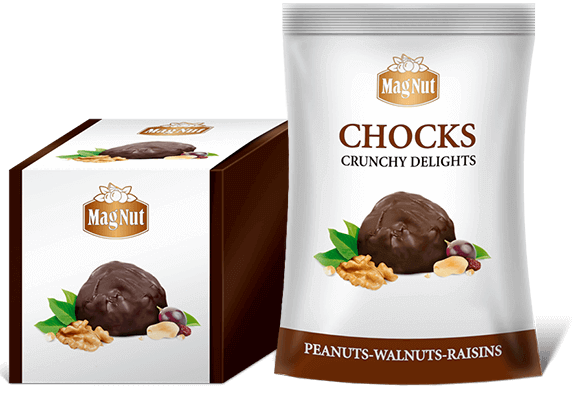 MagNut
MagNut
MagNut
CHOCKS
CRUNCHY DELIGHTS
PEANUTS-WALNUTS-RAISINS